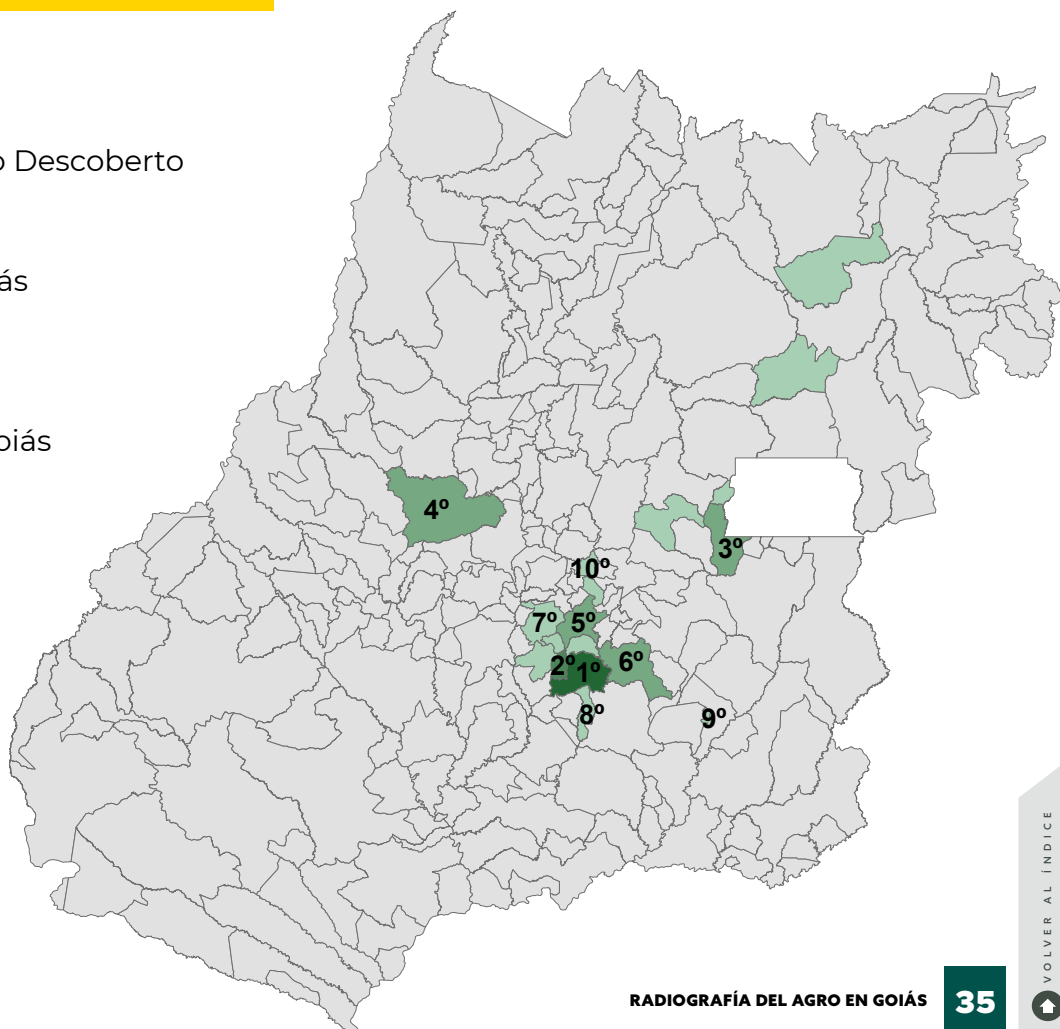 o Descoberto
ás
oiás
4º
3º
10º
7º
5º
2º
1º
6º
8º
9º
RADIOGRAFÍA DEL AGRO EN GOIÁS
35
VOLVER AL ÍNDICE